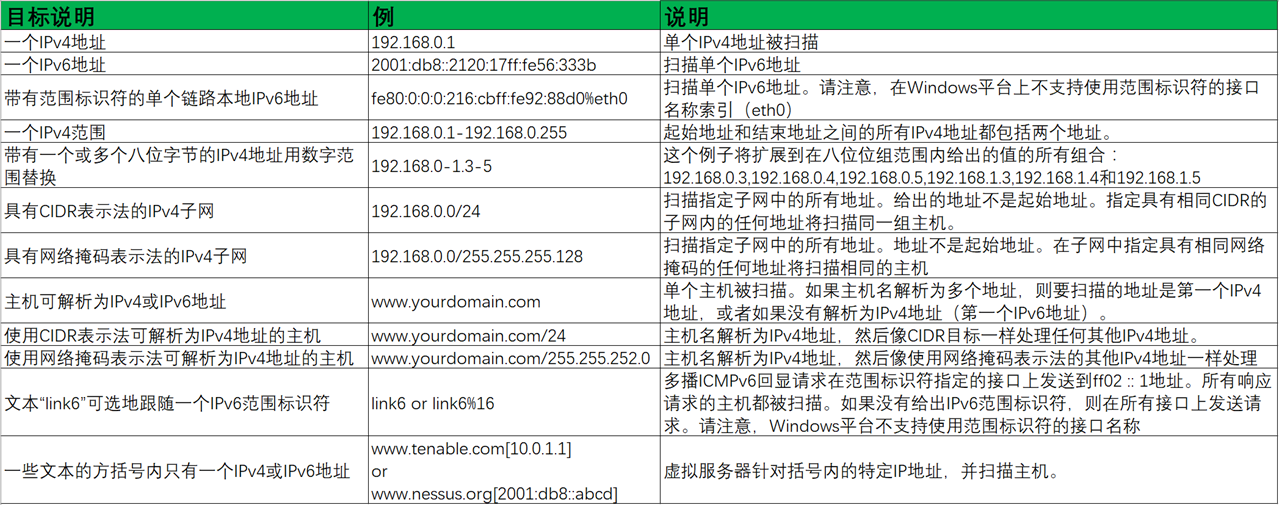 目标说明 例 说明
一个IPv4地址 192.168.0.1 单个IPv4地址被扫描
一个IPv6地址 2001:db8::2120:17ff:fe56:333b 扫描单个IPv6地址
带有范围标识符的单个链路本地IPv6地址 fe80:0:0:0:216:cbff:fe92:88d0%eth0 扫描单个IPv6地址。请注意，在Windows平台上不支持使用范围标识符的接口
名称索引（eth0）
一个IPv4范围 192.168.0.1-192.168.0.255 起始地址和结束地址之间的所有IPv4地址都包括两个地址。
带有一个或多个八位字节的IPv4地址用数字范
围替换
192.168.0-1.3-5
这个例子将扩展到在八位位组范围内给出的值的所有组合：
192.168.0.3,192.168.0.4,192.168.0.5,192.168.1.3,192.168.1.4和192.168.1.5
具有CIDR表示法的IPv4子网 192.168.0.0/24 扫描指定子网中的所有地址。给出的地址不是起始地址。指定具有相同CIDR的
子网内的任何地址将扫描同一组主机。
具有网络掩码表示法的IPv4子网 192.168.0.0/255.255.255.128 扫描指定子网中的所有地址。地址不是起始地址。在子网中指定具有相同网络
掩码的任何地址将扫描相同的主机
主机可解析为IPv4或IPv6地址 www.yourdomain.com 单个主机被扫描。如果主机名解析为多个地址，则要扫描的地址是第一个IPv4
地址，或者如果没有解析为IPv4地址（第一个IPv6地址）。
使用CIDR表示法可解析为IPv4地址的主机 www.yourdomain.com/24 主机名解析为IPv4地址，然后像CIDR目标一样处理任何其他IPv4地址。
使用网络掩码表示法可解析为IPv4地址的主机 www.yourdomain.com/255.255.252.0 主机名解析为IPv4地址，然后像使用网络掩码表示法的其他IPv4地址一样处理
文本“link6”可选地跟随一个IPv6范围标识符 link6 or link6%16 多播ICMPv6回显请求在范围标识符指定的接口上发送到ff02 :: 1地址。所有响应
请求的主机都被扫描。如果没有给出IPv6范围标识符，则在所有接口上发送请
求。请注意，Windows平台不支持使用范围标识符的接口名称
一些文本的方括号内只有一个IPv4或IPv6地址
www.tenable.com[10.0.1.1]
or
www.nessus.org[2001:db8::abcd]
虚拟服务器针对括号内的特定IP地址，并扫描主机。